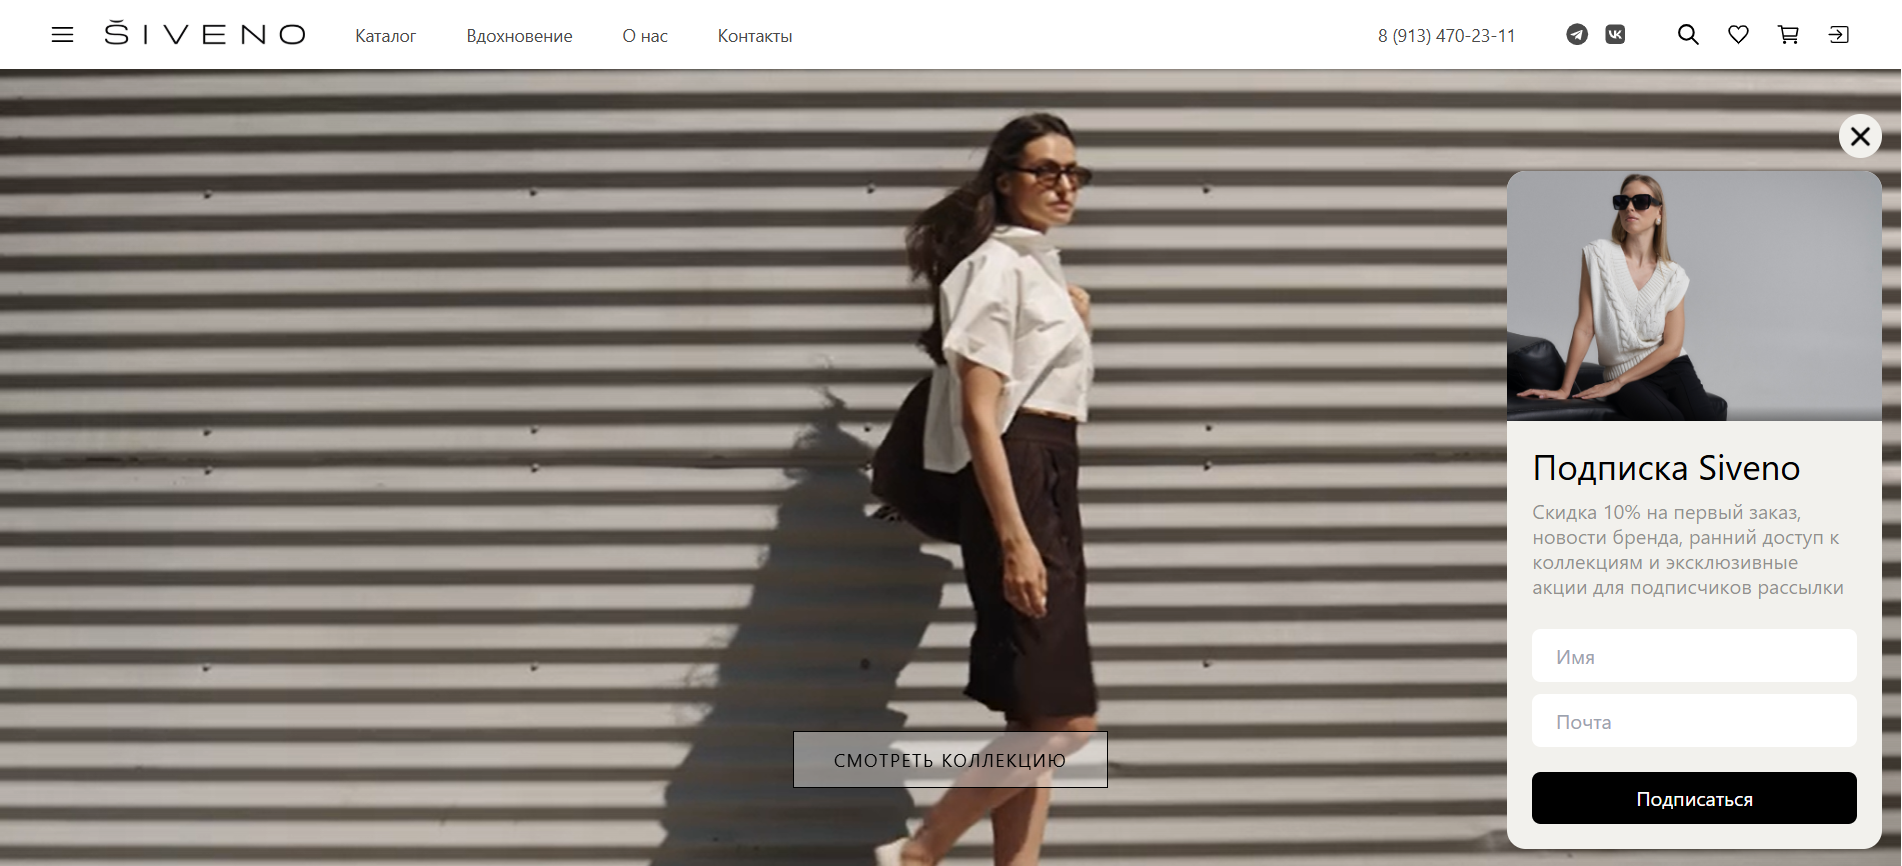 ŠIVENO
Каталог
Вдохновение
О нас
Контакты
8 (913) 470-23-11
Подписка Siveno
Скидка 10% на первый заказ,
новости бренда, ранний доступ к
коллекциям и эксклюзивные
акции для подписчиков рассылки
Имя
Почта
Подписаться
СМОТРЕТЬ КОЛЛЕКЦИЮ